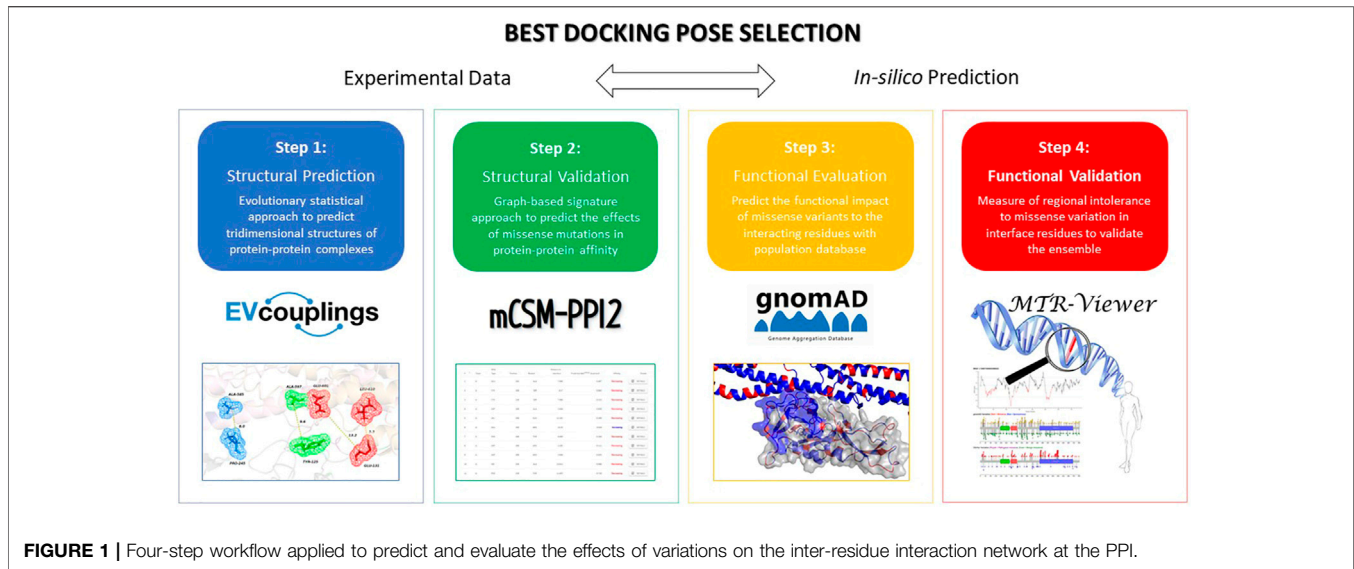 BEST DOCKING POSE SELECTION
Experimental Data
In-silico Prediction
Step 1:
Structural Prediction
Evolutionary statistical
approach to predict
tridimensional structures of
protein-protein complexes
EVcouplings
Step 2:
Structural Validation
Graph-based signature
approach to predict the effects
of missense mutations in
protein-protein affinity
mCSM-PPI2
Step 3:
Functional Evaluation
Predict the functional impact
of missense variants to the
interacting residues with
population database
gnomAD
Genome Aggregation Database
Step 4:
Functional Validation
Measure of regional intolerance
to missense variation in
interface residues to validate
the ensemble
MTR-Viewer
FIGURE 1 | Four-step workflow applied to predict and evaluate the effects of variations on the inter-residue interaction network at the PPI.